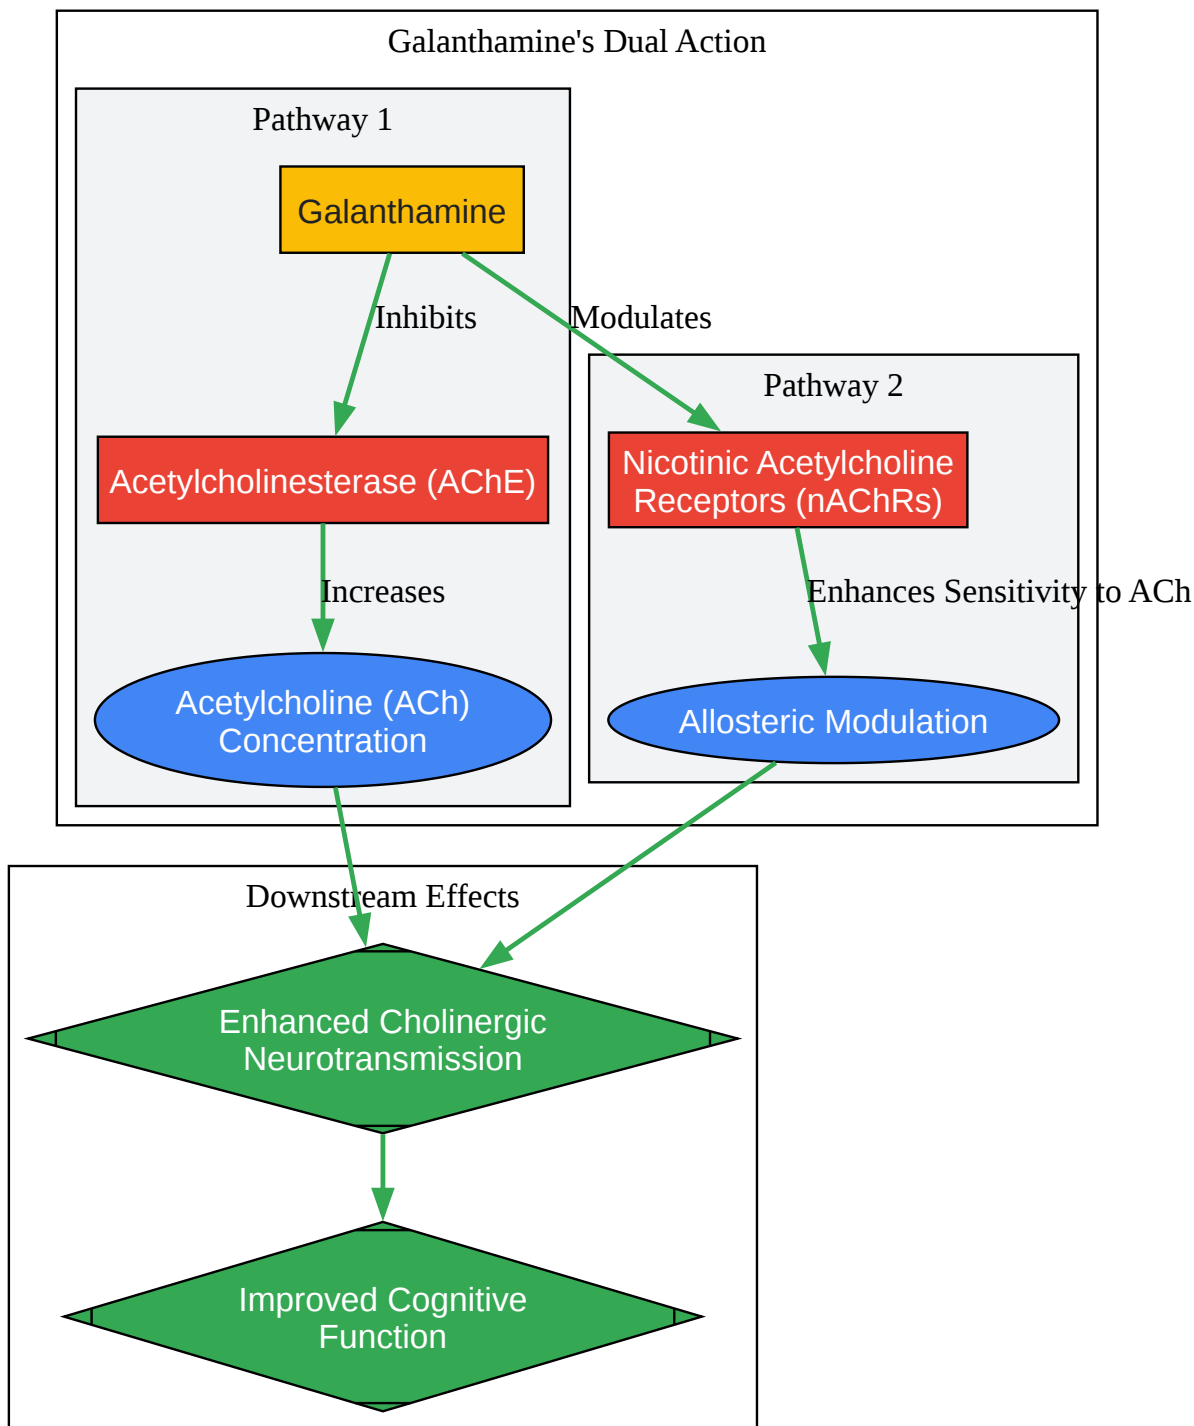 Galanthamine's Dual Action
Pathway 1
Galanthamine
Inhibits
Modulates
Pathway 2
Acetylcholinesterase (AChE)
Nicotinic Acetylcholine
Receptors (nAChRs)
Increases
Enhances Sensitivity to ACh
Acetylcholine (ACh)
Concentration
Allosteric Modulation
Downstream Effects
Enhanced Cholinergic
Neurotransmission
Improved Cognitive
Function